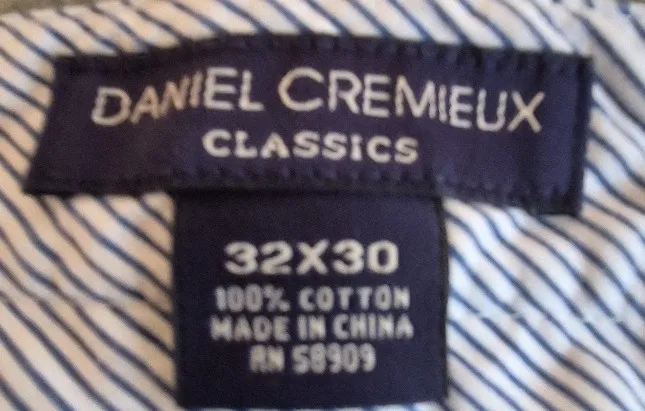 DANIEL CREMIEUX
CLASSICS
32X30
100% COTTON
MADE IN CHINA
RN 58909